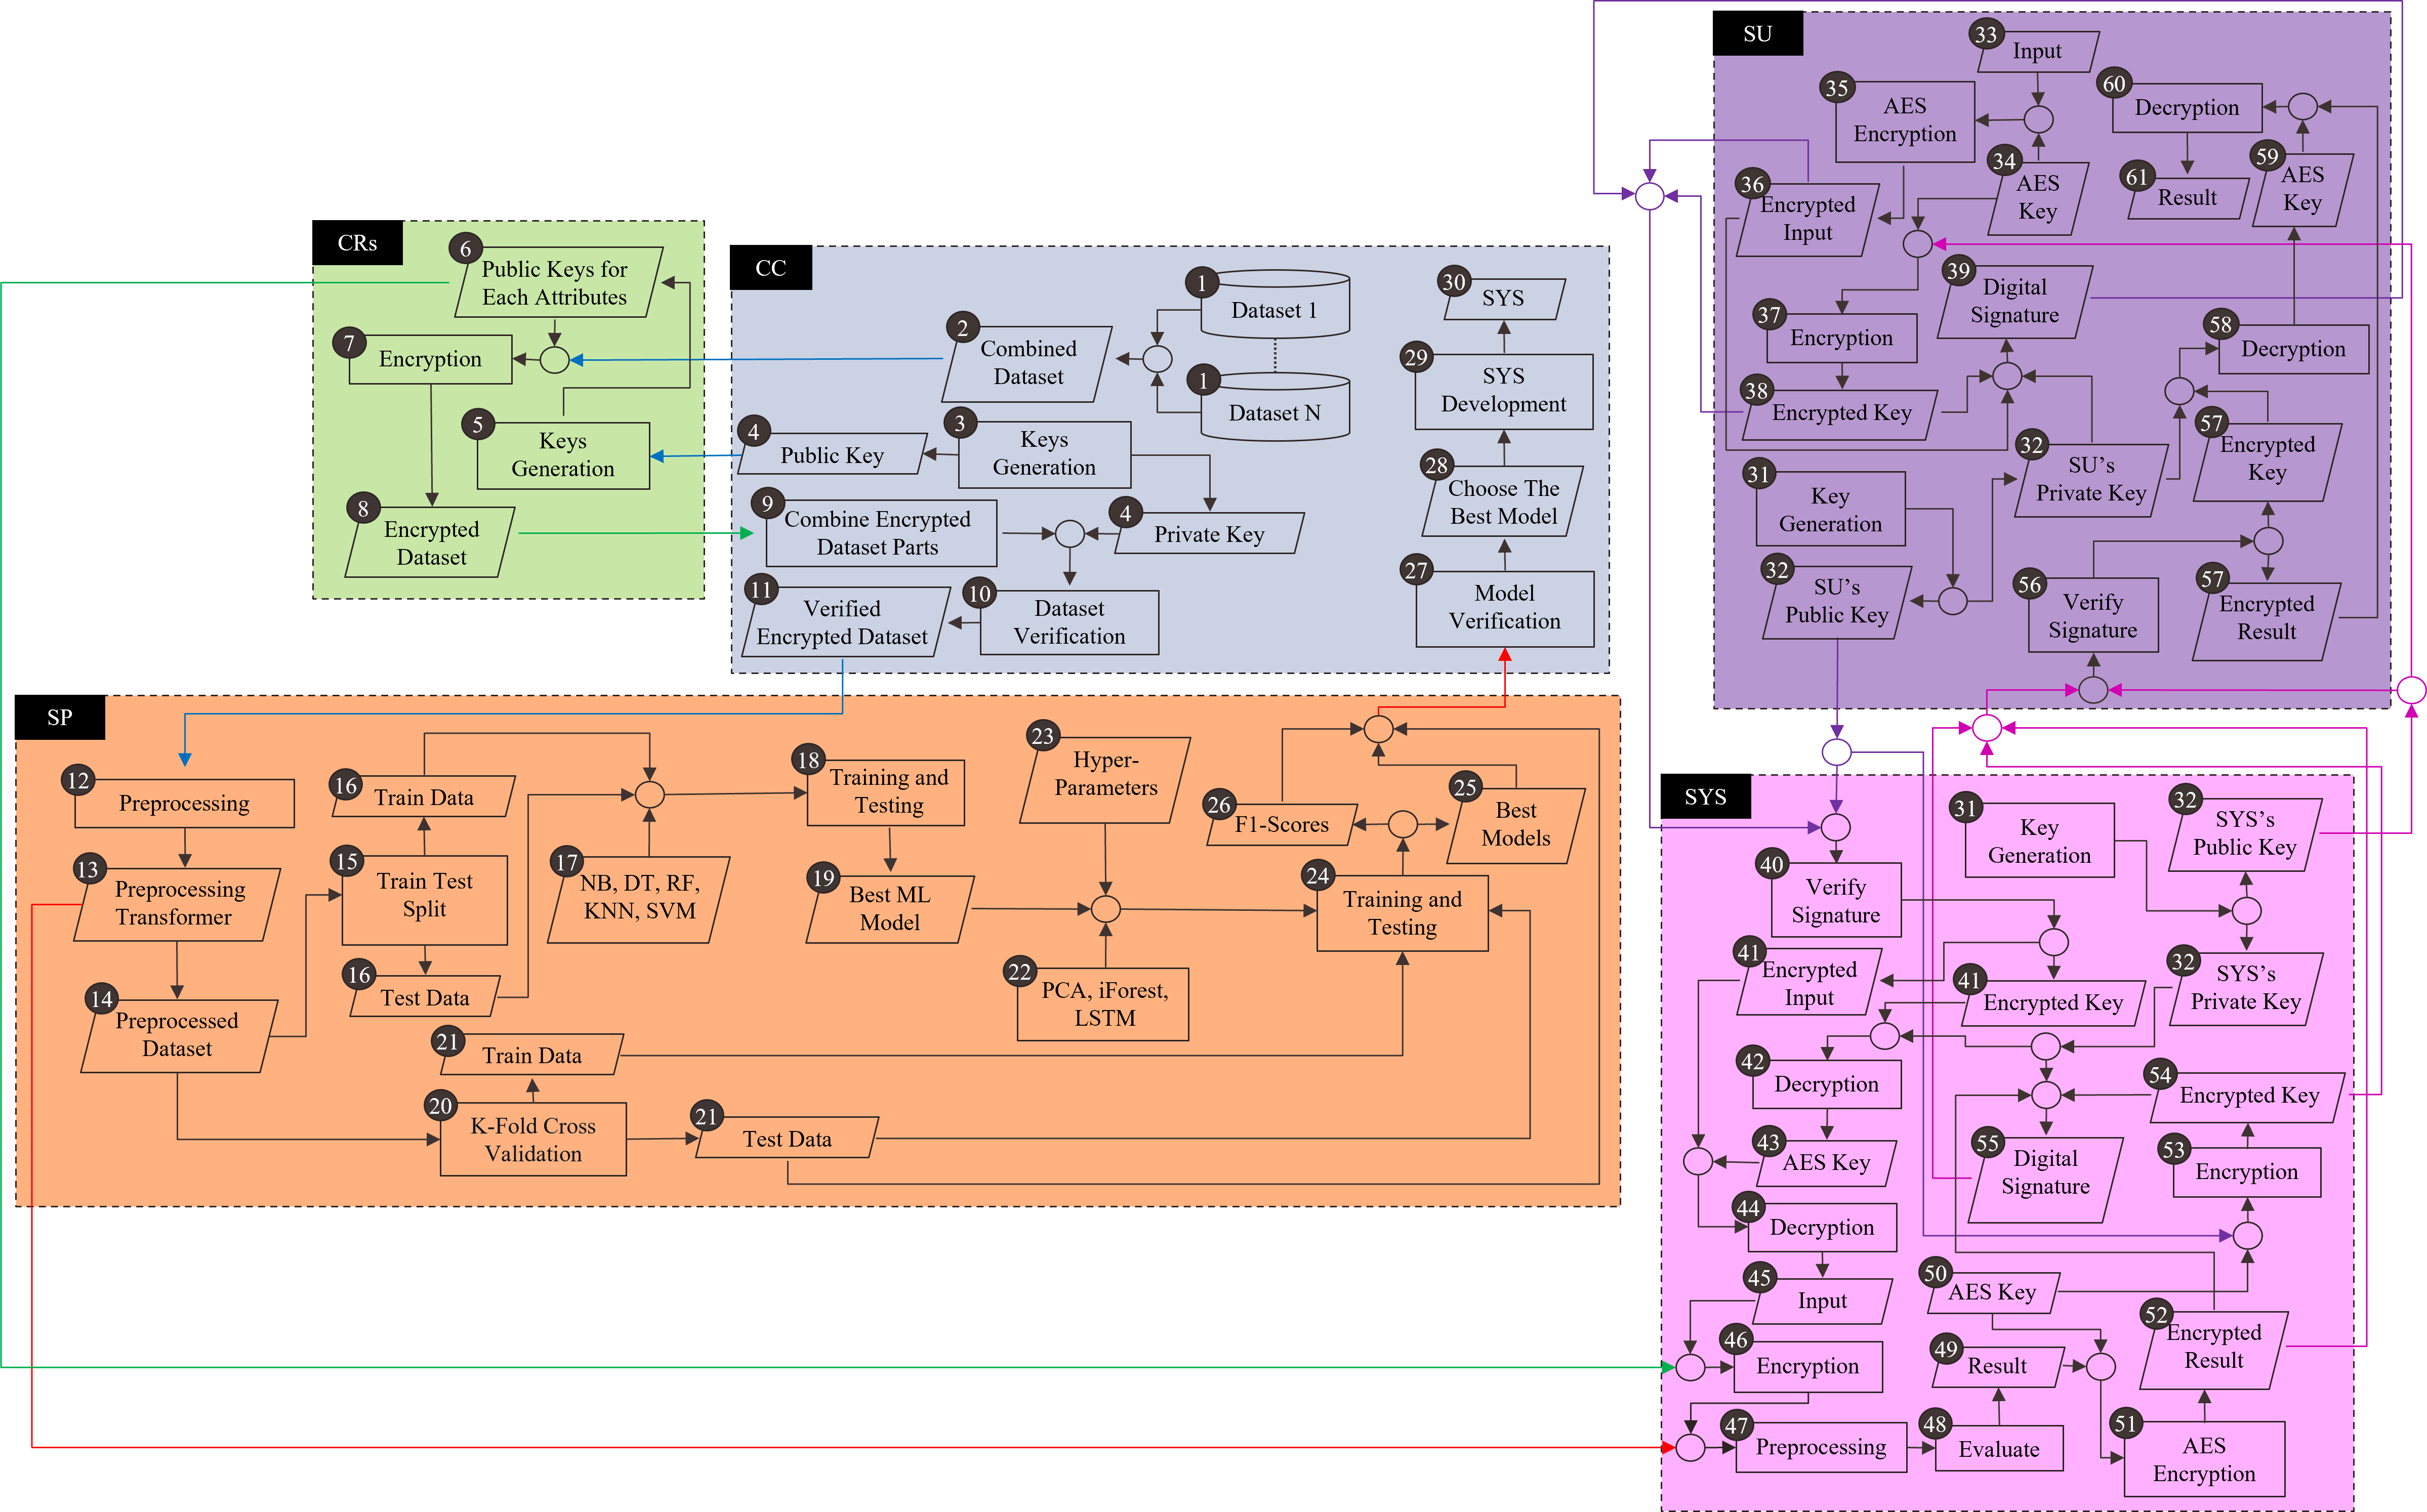 CRs
6
Public Keys for
Each Attributes
7
Encryption
5
Keys
Generation
8
Encrypted
Dataset
CC
1
Dataset 1
1
Dataset N
2
Combined
Dataset
3
Keys
Generation
4
Public Key
4
Private Key
9
Combine Encrypted
Dataset Parts
10
Dataset
Verification
11
Verified
Encrypted Dataset
30
SYS
29
SYS
Development
28
Choose The
Best Model
27
Model
Verification
SP
12
Preprocessing
13
Preprocessing
Transformer
14
Preprocessed
Dataset
16
Train Data
15
Train Test
Split
16
Test Data
17
NB, DT, RF,
KNN, SVM
18
Training and
Testing
19
Best ML
Model
20
K-Fold Cross
Validation
21
Train Data
21
Test Data
23
Hyper-
Parameters
22
PCA, iForest,
LSTM
24
Training and
Testing
26
F1-Scores
25
Best
Models
SU
33
Input
35
AES
Encryption
34
AES
Key
36
Encrypted
Input
37
Encryption
38
Encrypted Key
39
Digital
Signature
31
Key
Generation
32
SU's
Public Key
32
SU's
Private Key
56
Verify
Signature
57
Encrypted
Key
57
Encrypted
Result
58
Decryption
59
AES
Key
60
Decryption
61
Result
SYS
31
Key
Generation
32
SYS's
Public Key
32
SYS's
Private Key
40
Verify
Signature
41
Encrypted
Input
41
Encrypted Key
42
Decryption
43
AES Key
44
Decryption
45
Input
46
Encryption
47
Preprocessing
48
Evaluate
49
Result
50
AES Key
51
AES
Encryption
52
Encrypted
Result
53
Encryption
54
Encrypted Key
55
Digital
Signature